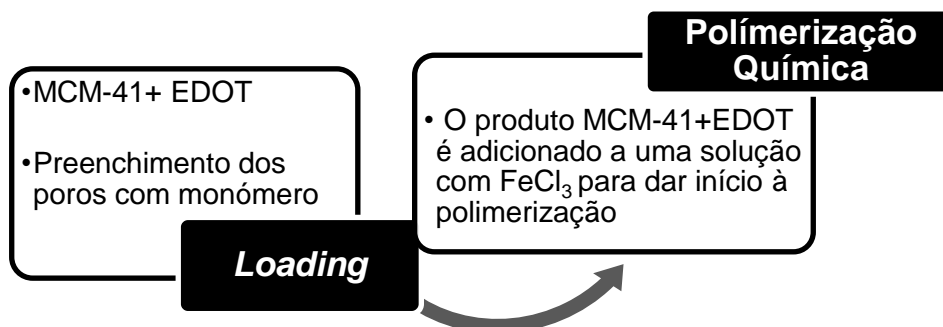 •MCM-41+ EDOT
•Preenchimento dos
poros com monómero
Loading
Polímerização
Química
• O produto MCM-41+EDOT
é adicionado a uma solução
com FeCl₃ para dar início à
polimerização